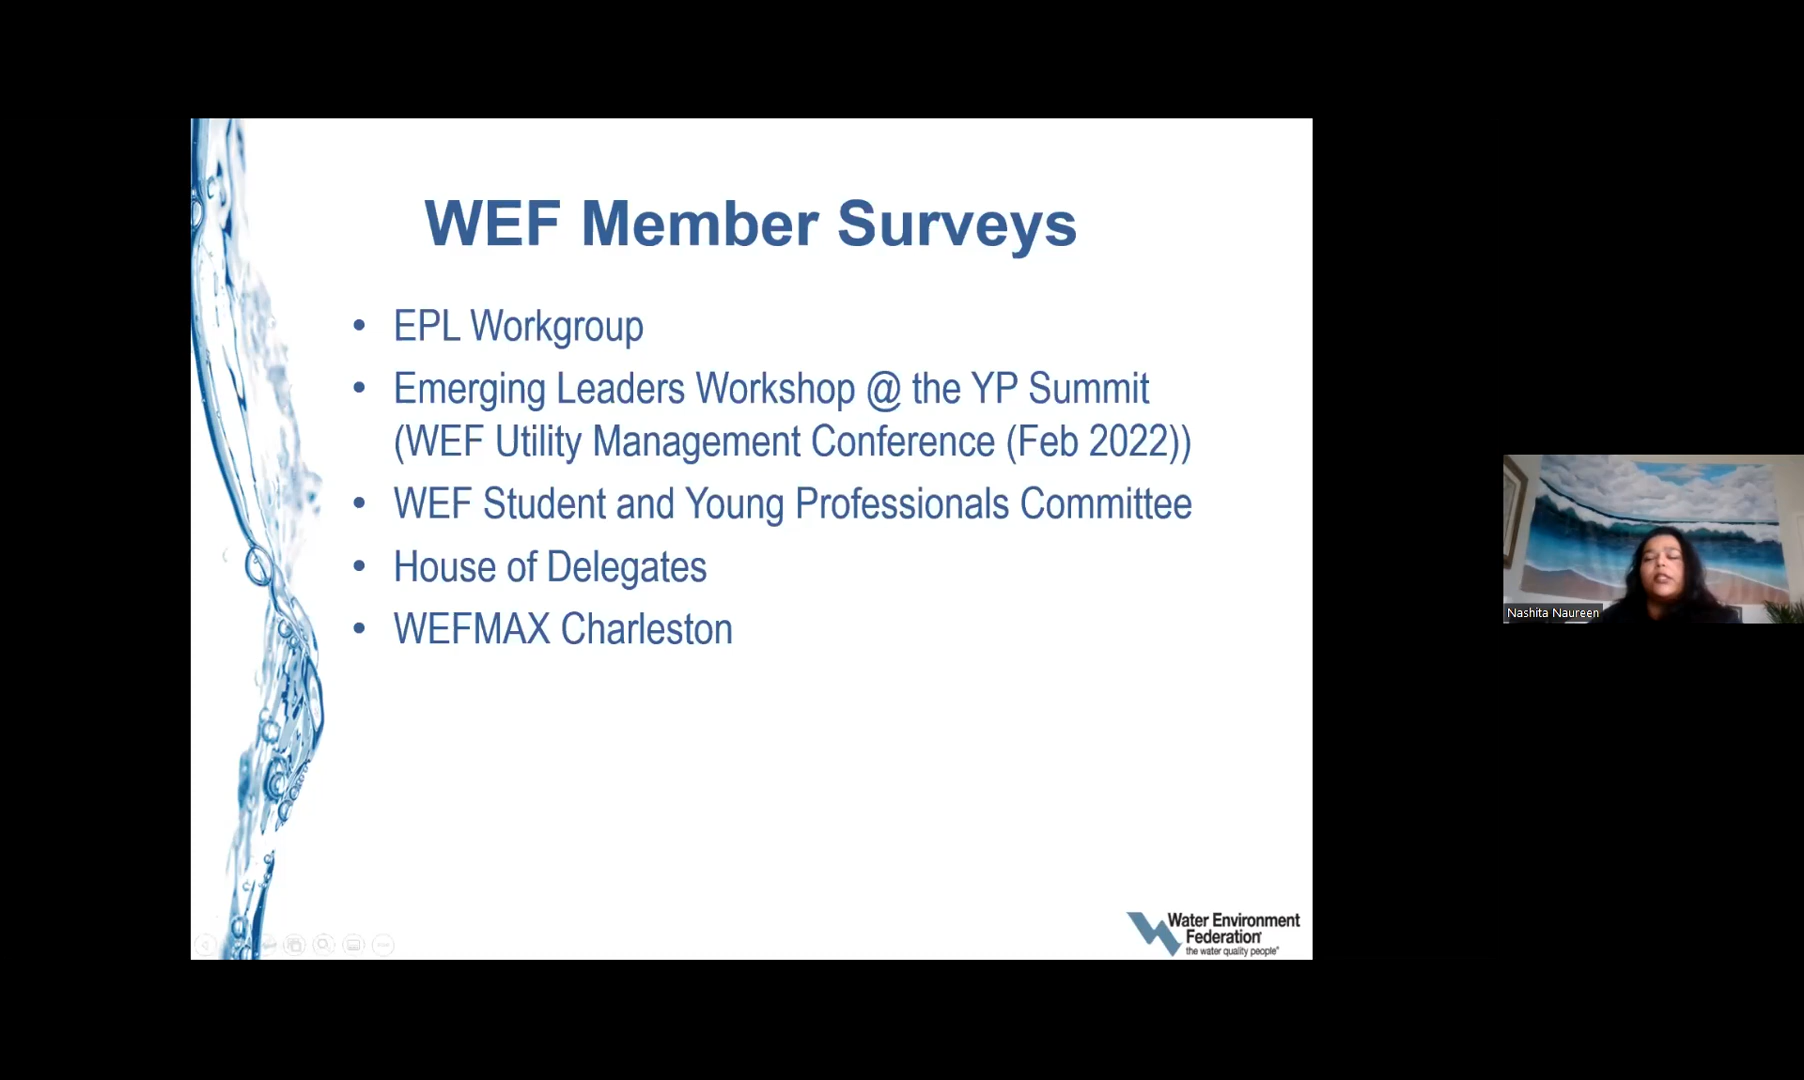 WEF Member Surveys
• EPL Workgroup
• Emerging Leaders Workshop @ the YP Summit
(WEF Utility Management Conference (Feb 2022))
• WEF Student and Young Professionals Committee
• House of Delegates
• WEFMAX Charleston
Nashita Naureen
Water Environment
Federation®
the water quality people®